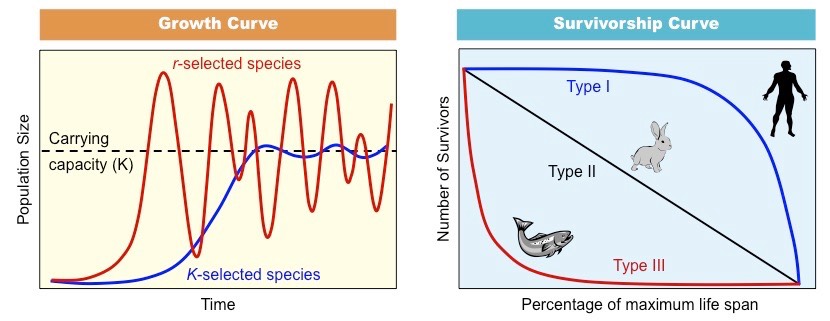 Growth Curve
r-selected species
Carrying
capacity (K)
K-selected species
Population Size
Time
Survivorship Curve
Type I
Type II
Type III
Number of Survivors
Percentage of maximum life span